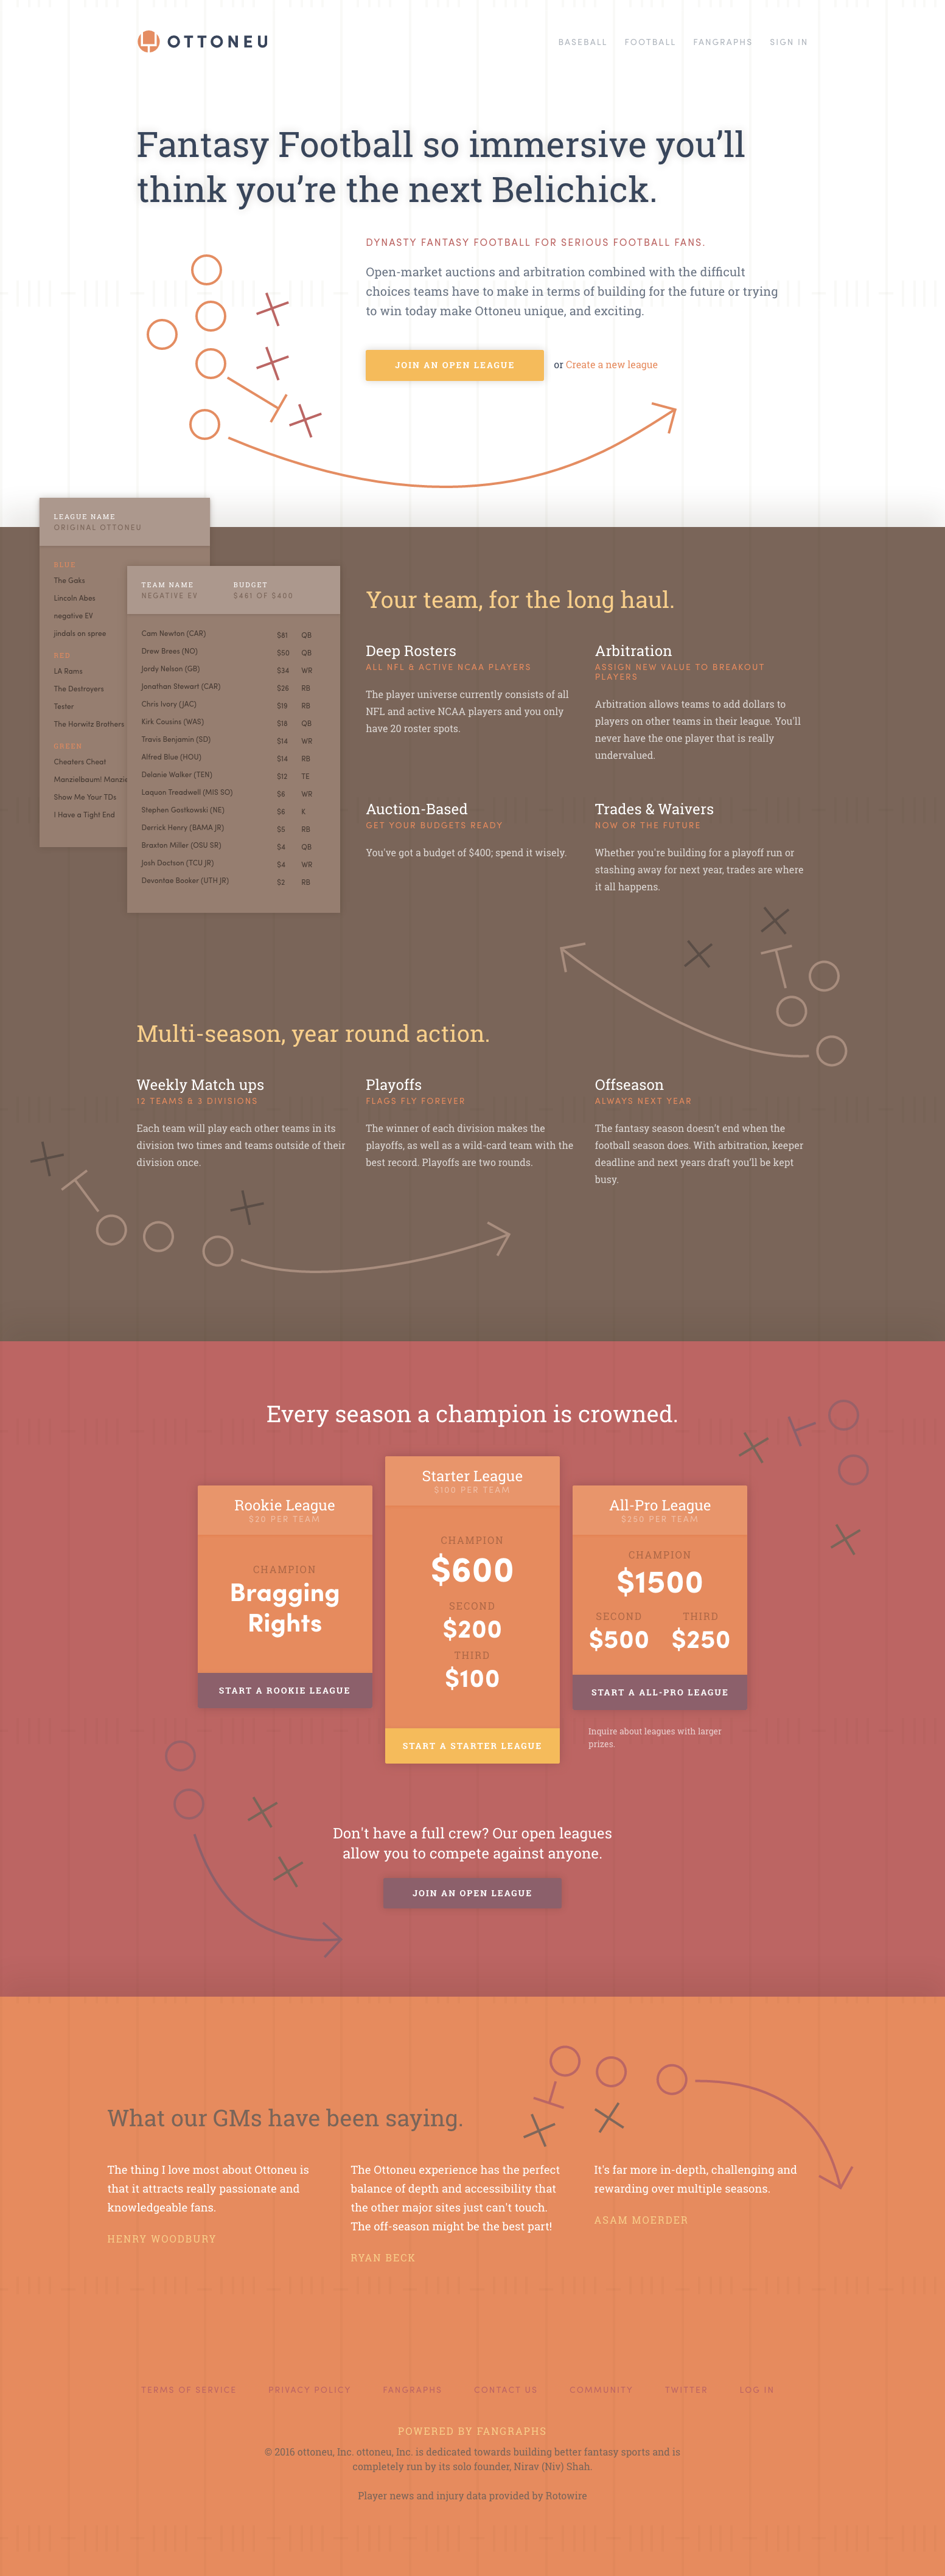 OTTONEU
BASEBALL FOOTBALL FANGRAPHS SIGN IN
Fantasy Football so immersive you’ll
think you’re the next Belichick.
DYNASTY FANTASY FOOTBALL FOR SERIOUS FOOTBALL FANS.
Open-market auctions and arbitration combined with the difficult
choices teams have to make in terms of building for the future or trying
to win today make Ottoneu unique, and exciting.
JOIN AN OPEN LEAGUE
or Create a new league
LEAGUE NAME
ORIGINAL OTTONEU
BLUE
The Gaks
Lincoln Abes
negative EV
jindals on spree
RED
LA Rams
The Destroyers
Tester
The Horwitz Brothers
GREEN
Cheaters Cheat
Manzielbaum! Manzie
Show Me Your TDs
I Have a Tight End
TEAM NAME BUDGET
NEGATIVE EV $461 OF $400
Cam Newton (CAR) $81 QB
Drew Brees (NO) $50 QB
Jordy Nelson (GB) $34 WR
Jonathan Stewart (CAR) $26 RB
Chris Ivory (JAC) $19 RB
Kirk Cousins (WAS) $18 QB
Travis Benjamin (SD) $14 WR
Alfred Blue (HOU) $14 RB
Delanie Walker (TEN) $12 TE
Laquon Treadwell (MIS SO) $6 WR
Stephen Gostkowski (NE) $6 K
Derrick Henry (BAMA JR) $5 RB
Braxton Miller (OSU SR) $4 QB
Josh Doctson (TCU JR) $4 WR
Devontae Booker (UTH JR) $2 RB
Your team, for the long haul.
Deep Rosters
ALL NFL & ACTIVE NCAA PLAYERS
The player universe currently consists of all
NFL and active NCAA players and you only
have 20 roster spots.
Arbitration
ASSIGN NEW VALUE TO BREAKOUT
PLAYERS
Arbitration allows teams to add dollars to
players on other teams in their league. You'll
never have the one player that is really
undervalued.
Auction-Based
GET YOUR BUDGETS READY
You've got a budget of $400; spend it wisely.
Trades & Waivers
NOW OR THE FUTURE
Whether you're building for a playoff run or
stashing away for next year, trades are where
it all happens.
Multi-season, year round action.
Weekly Match ups
12 TEAMS & 3 DIVISIONS
Each team will play each other teams in its
division two times and teams outside of their
division once.
Playoffs
FLAGS FLY FOREVER
The winner of each division makes the
playoffs, as well as a wild-card team with the
best record. Playoffs are two rounds.
Offseason
ALWAYS NEXT YEAR
The fantasy season doesn’t end when the
football season does. With arbitration, keeper
deadline and next years draft you’ll be kept
busy.
Every season a champion is crowned.
Rookie League
$20 PER TEAM
CHAMPION
Bragging
Rights
START A ROOKIE LEAGUE
Starter League
$100 PER TEAM
CHAMPION
$600
SECOND
$200
THIRD
$100
START A STARTER LEAGUE
All-Pro League
$250 PER TEAM
CHAMPION
$1500
SECOND THIRD
$500 $250
START A ALL-PRO LEAGUE
Inquire about leagues with larger
prizes.
Don't have a full crew? Our open leagues
allow you to compete against anyone.
JOIN AN OPEN LEAGUE
What our GMs have been saying.
The thing I love most about Ottoneu is
that it attracts really passionate and
knowledgeable fans.
HENRY WOODBURY
The Ottoneu experience has the perfect
balance of depth and accessibility that
the other major sites just can't touch.
The off-season might be the best part!
RYAN BECK
It's far more in-depth, challenging and
rewarding over multiple seasons.
ASAM MOERDER
TERMS OF SERVICE PRIVACY POLICY FANGRAPHS CONTACT US COMMUNITY TWITTER LOG IN
POWERED BY FANGRAPHS
© 2016 ottoneu, Inc. ottoneu, Inc. is dedicated towards building better fantasy sports and is
completely run by its solo founder, Nirav (Niv) Shah.
Player news and injury data provided by Rotowire